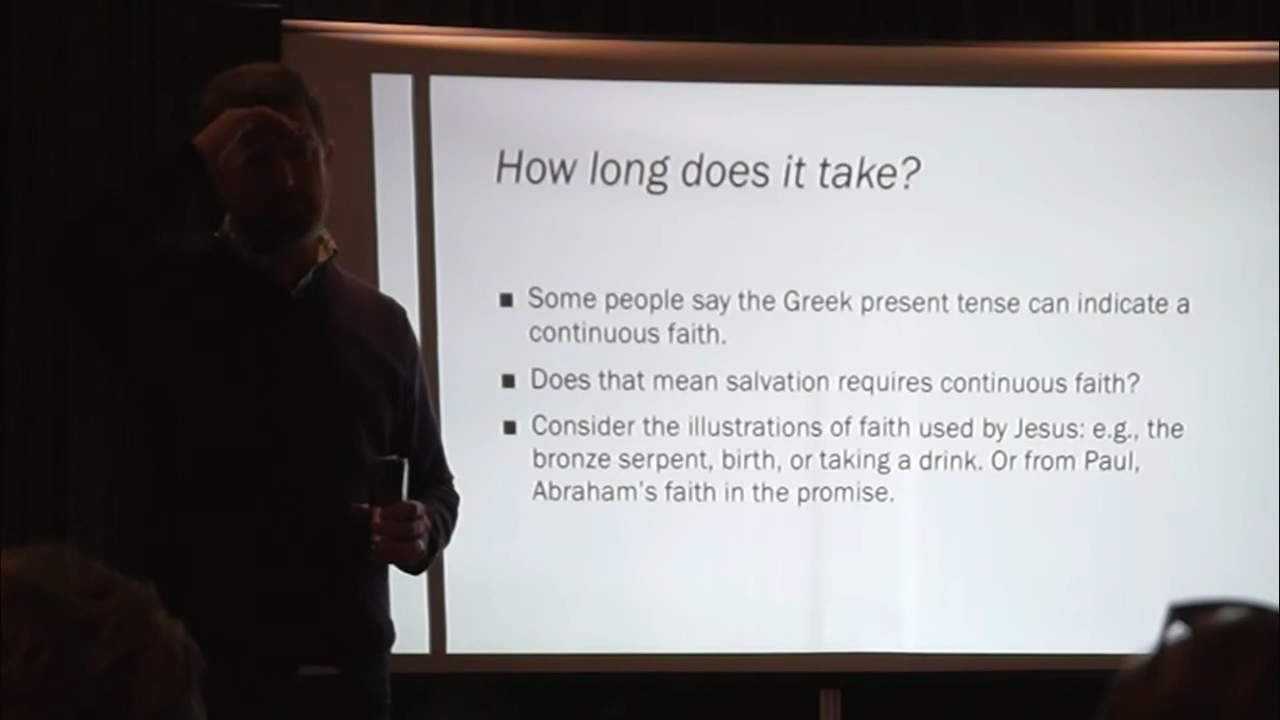 How long does it take?
■ Some people say the Greek present tense can indicate a
continuous faith.
■ Does that mean salvation requires continuous faith?
■ Consider the illustrations of faith used by Jesus: e.g., the
bronze serpent, birth, or taking a drink. Or from Paul,
Abraham's faith in the promise.